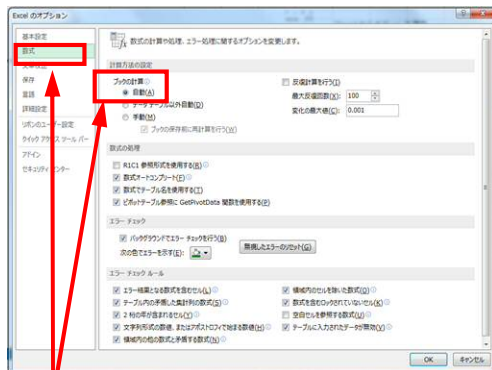 Excel のオプション
基本設定
数式
保存
言語
詳細設定
リボンのユーザー設定
クイック アクセス ツール バー
アドイン
セキュリティ センター
数式の計算や処理、エラー処理に関するオプションを変更します。
計算方法の設定
ブックの計算
自動(A)
データ テーブル以外自動(D)
手動(M)
ブックの保存前に再計算を行う(W)
反復計算を行う(I)
最大反復回数(X): 100
変化の最大値(C): 0.001
数式の処理
R1C1 参照形式を使用する(R)
数式オートコンプリート(F)
数式でテーブル名を使用する(T)
ピボットテーブル参照に GetPivotData 関数を使用する(P)
エラー チェック
バックグラウンドでエラー チェックを行う(B)
次の色でエラーを示す(E):
無視したエラーのリセット(G)
エラー チェック ルール
エラー結果となる数式を含むセル(L)
テーブル内の矛盾した集計列の数式(S)
2 桁の年が含まれるセル(Y)
文字列形式の数値、またはアポストロフィで始まる数値(H)
領域内の他の数式と矛盾する数式(N)
領域内のセルを除いた数式(O)
数式を含むロックされていないセル(K)
空白セルを参照する数式(U)
テーブルに入力されたデータが無効(V)
OK
キャンセル